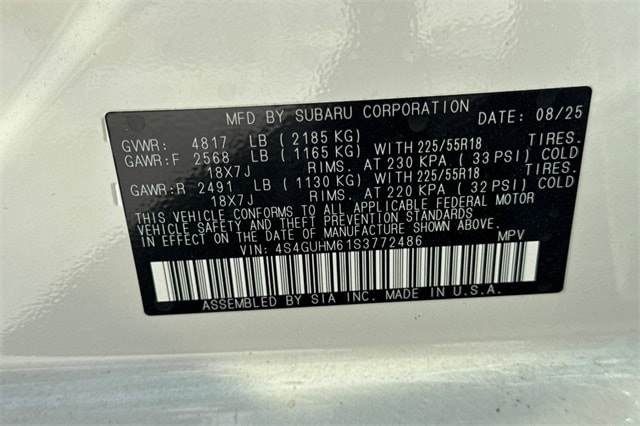 MFD BY SUBARU CORPORATION DATE: 08/25
GVWR: 4817 LB ( 2185 KG)
GAWR:F 2568 LB ( 1165 KG) WITH 225/55R18 TIRES.
18X7J RIMS. AT 230 KPA ( 33 PSI) COLD
GAWR:R 2491 LB ( 1130 KG) WITH 225/55R18 TIRES.
18X7J RIMS. AT 220 KPA ( 32 PSI) COLD
THIS VEHICLE CONFORMS TO ALL APPLICABLE FEDERAL MOTOR
VEHICLE SAFETY AND THEFT PREVENTION STANDARDS
IN EFFECT ON THE DATE OF MANUFACTURE SHOWN ABOVE.
VIN: 4S4GUHM61S3772486 MPV
ASSEMBLED BY SIA INC. MADE IN U.S.A.